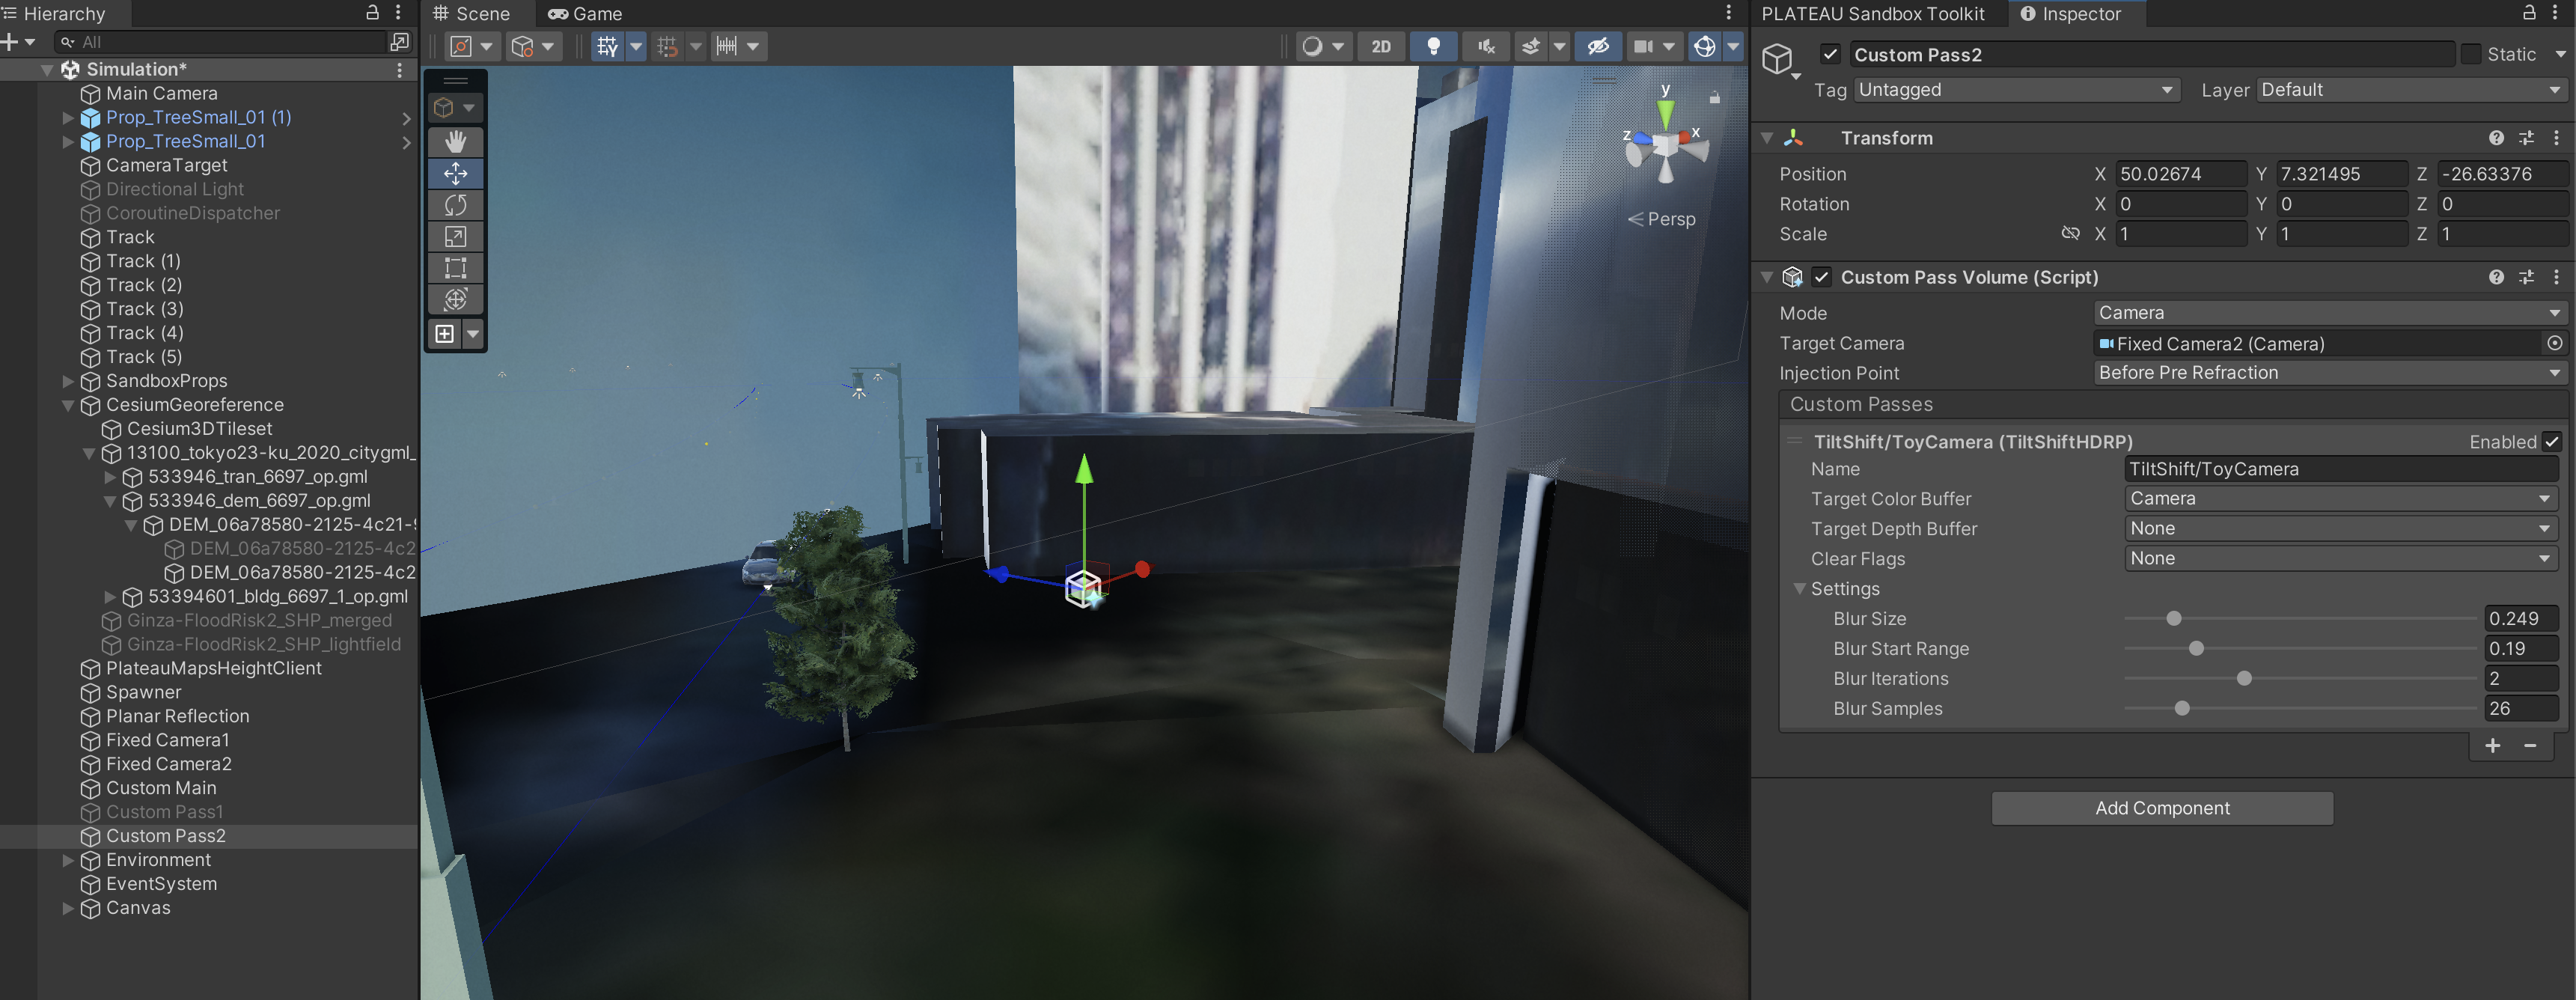 Hierarchy
All
Simulation*
Main Camera
Prop_TreeSmall_01 (1)
Prop_TreeSmall_01
CameraTarget
Directional Light
CoroutineDispatcher
Track
Track (1)
Track (2)
Track (3)
Track (4)
Track (5)
SandboxProps
CesiumGeoreference
Cesium3DTileset
13100_tokyo23-ku_2020_citygml_
533946_tran_6697_op.gml
533946_dem_6697_op.gml
DEM_06a78580-2125-4c21-
DEM_06a78580-2125-4c2
DEM_06a78580-2125-4c2
53394601_bldg_6697_1_op.gml
Ginza-FloodRisk2_SHP_merged
Ginza-FloodRisk2_SHP_lightfield
PlateauMapsHeightClient
Spawner
Planar Reflection
Fixed Camera1
Fixed Camera2
Custom Main
Custom Pass1
Custom Pass2
Environment
EventSystem
Canvas
Scene Game
2D
y
z x
Persp
PLATEAU Sandbox Toolkit Inspector
Custom Pass2 Static
Tag Untagged Layer Default
Transform
Position X 50.02674 Y 7.321495 Z -26.63376
Rotation X 0 Y 0 Z 0
Scale X 1 Y 1 Z 1
Custom Pass Volume (Script)
Mode Camera
Target Camera Fixed Camera2 (Camera)
Injection Point Before Pre Refraction
Custom Passes
TiltShift/ToyCamera (TiltShiftHDRP) Enabled
Name TiltShift/ToyCamera
Target Color Buffer Camera
Target Depth Buffer None
Clear Flags None
Settings
Blur Size 0.249
Blur Start Range 0.19
Blur Iterations 2
Blur Samples 26
Add Component